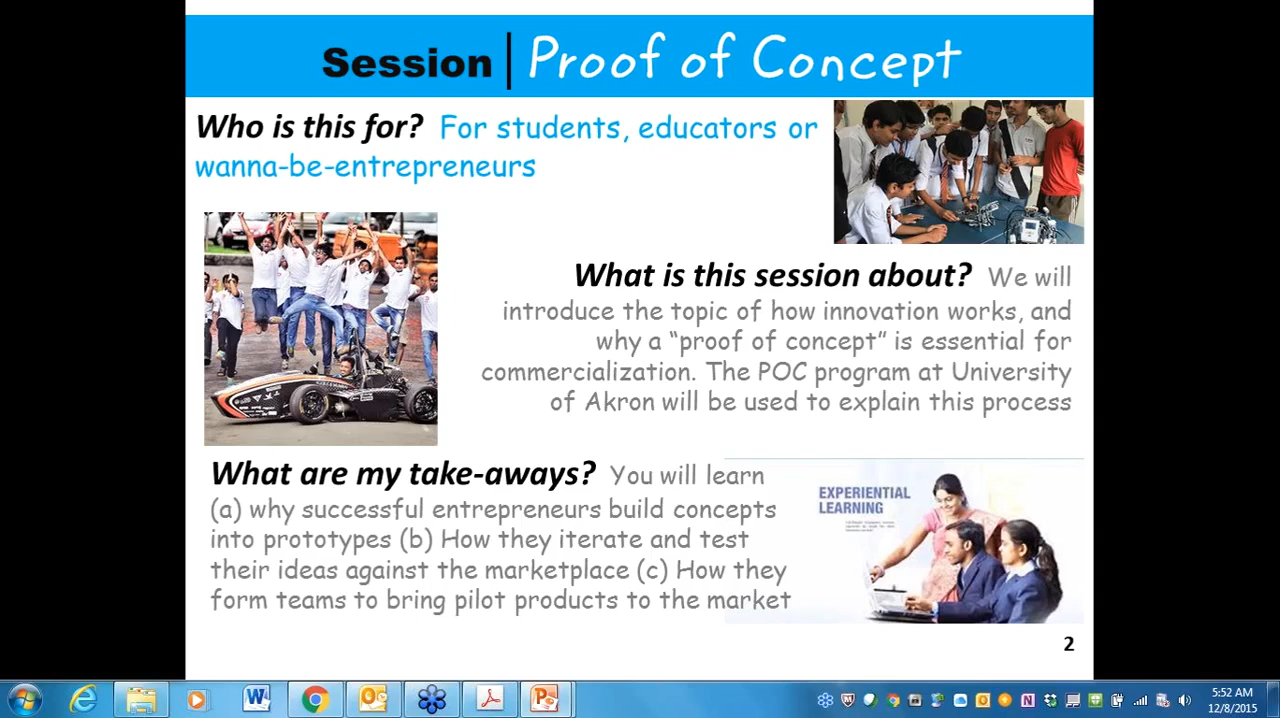 Session | Proof of Concept
Who is this for? For students, educators or
wanna-be-entrepreneurs
What is this session about? We will
introduce the topic of how innovation works, and
why a “proof of concept” is essential for
commercialization. The POC program at University
of Akron will be used to explain this process
What are my take-aways? You will learn
(a) why successful entrepreneurs build concepts
into prototypes (b) How they iterate and test
their ideas against the marketplace (c) How they
form teams to bring pilot products to the market
EXPERIENTIAL
LEARNING
2
5:52 AM
12/8/2015